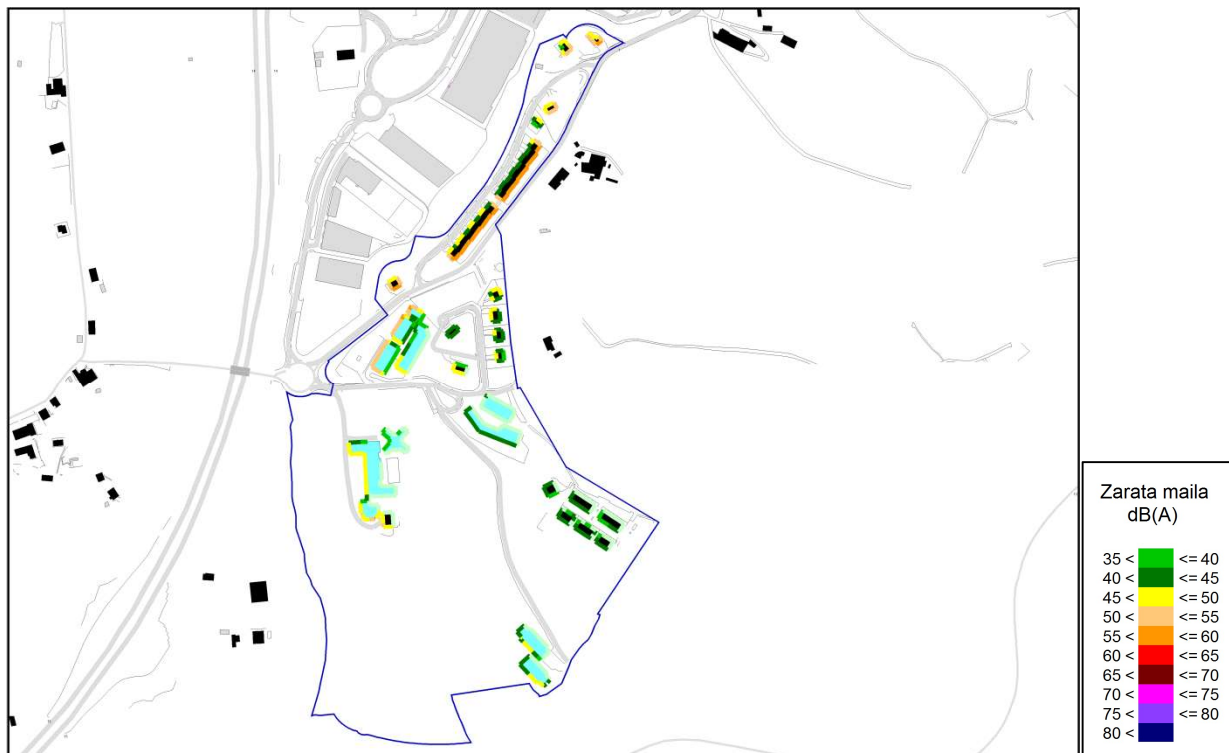 Zarata maila
dB(A)
35 < <= 40
40 < <= 45
45 < <= 50
50 < <= 55
55 < <= 60
60 < <= 65
65 < <= 70
70 < <= 75
75 < <= 80
80 <